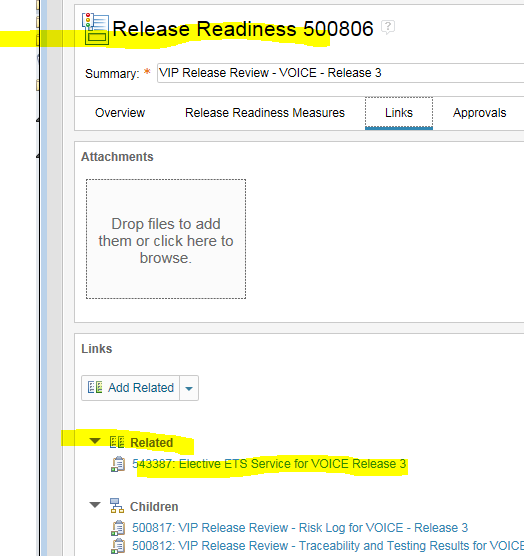 Release Readiness 500806 ?
Summary: * VIP Release Review - VOICE - Release 3
Overview Release Readiness Measures Links Approvals
Attachments
Drop files to add
them or click here to
browse.
Links
Add Related
Related
543387: Elective ETS Service for VOICE Release 3
Children
500817: VIP Release Review - Risk Log for VOICE - Release 3
500812: VIP Release Review - Traceability and Testing Results for VOICE